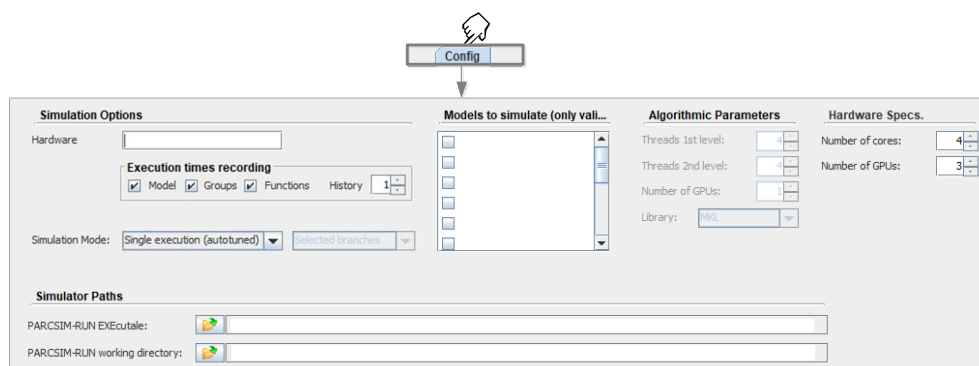 Config
Simulation Options
Models to simulate (only vali...
Algorithmic Parameters
Hardware Specs.
Hardware
Execution times recording
Model Groups Functions History 1
Simulation Mode: Single execution (autotuned) Selected branches
Threads 1st level: 4
Threads 2nd level: 4
Number of GPUs: 1
Library: MKL
Number of cores: 4
Number of GPUs: 3
Simulator Paths
PARCSIM-RUN EXEcutale:
PARCSIM-RUN working directory: